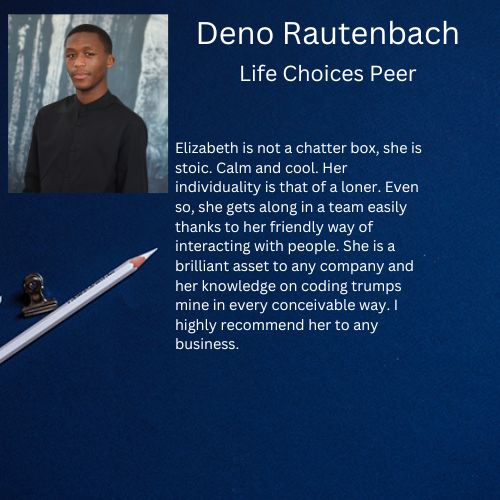 Deno Rautenbach
Life Choices Peer
Elizabeth is not a chatter box, she is
stoic. Calm and cool. Her
individuality is that of a loner. Even
so, she gets along in a team easily
thanks to her friendly way of
interacting with people. She is a
brilliant asset to any company and
her knowledge on coding trumps
mine in every conceivable way. I
highly recommend her to any
business.